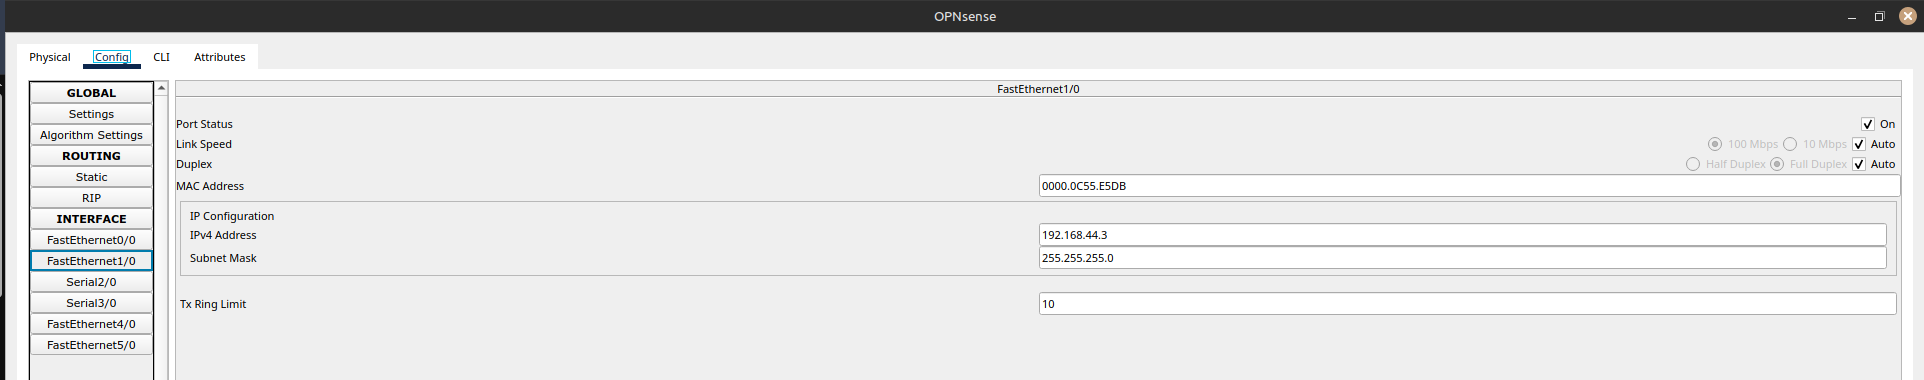 OPNsense
Physical Config CLI Attributes
GLOBAL
Settings
Algorithm Settings
ROUTING
Static
RIP
INTERFACE
FastEthernet0/0
FastEthernet1/0
Serial2/0
Serial3/0
FastEthernet4/0
FastEthernet5/0
FastEthernet1/0
Port Status On
Link Speed 100 Mbps 10 Mbps Auto
Duplex Half Duplex Full Duplex Auto
MAC Address 0000.0C55.E5DB
IP Configuration
IPv4 Address 192.168.44.3
Subnet Mask 255.255.255.0
Tx Ring Limit 10